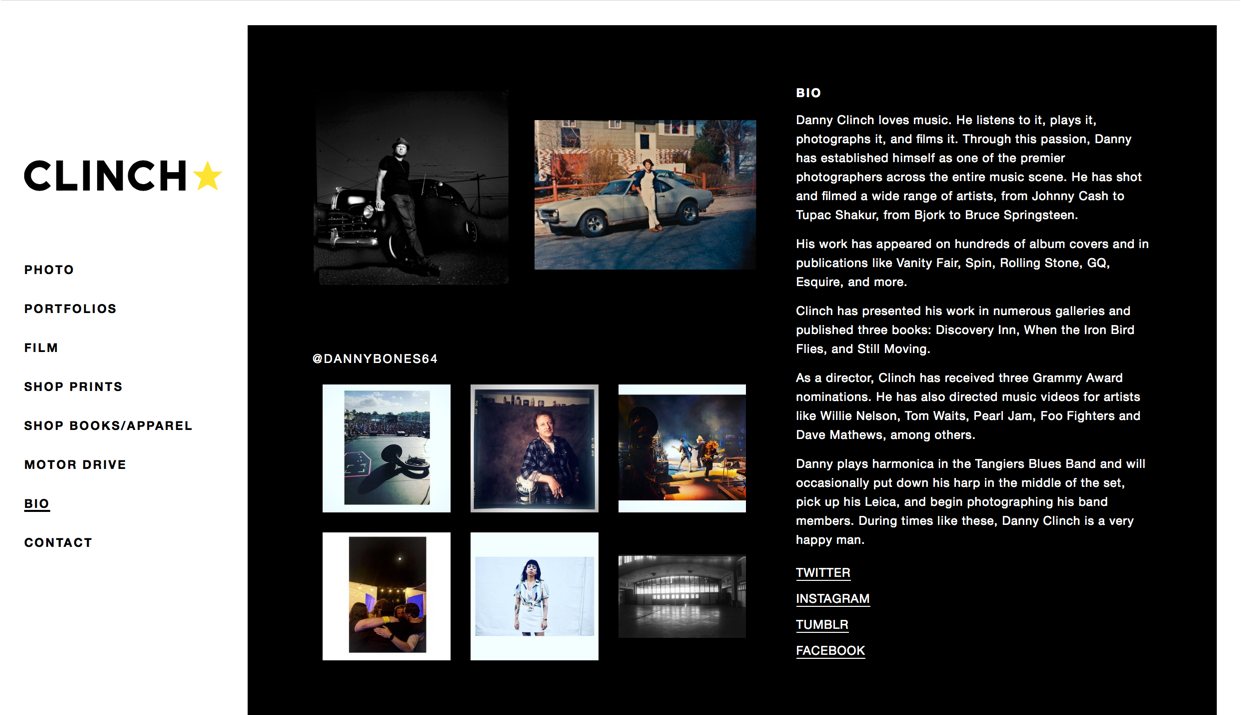 CLINCH
PHOTO
PORTFOLIOS
FILM
SHOP PRINTS
SHOP BOOKS/APPAREL
MOTOR DRIVE
BIO
CONTACT
@DANNYBONES64
BIO
Danny Clinch loves music. He listens to it, plays it,
photographs it, and films it. Through this passion, Danny
has established himself as one of the premier
photographers across the entire music scene. He has shot
and filmed a wide range of artists, from Johnny Cash to
Tupac Shakur, from Bjork to Bruce Springsteen.
His work has appeared on hundreds of album covers and in
publications like Vanity Fair, Spin, Rolling Stone, GQ,
Esquire, and more.
Clinch has presented his work in numerous galleries and
published three books: Discovery Inn, When the Iron Bird
Flies, and Still Moving.
As a director, Clinch has received three Grammy Award
nominations. He has also directed music videos for artists
like Willie Nelson, Tom Waits, Pearl Jam, Foo Fighters and
Dave Mathews, among others.
Danny plays harmonica in the Tangiers Blues Band and will
occasionally put down his harp in the middle of the set,
pick up his Leica, and begin photographing his band
members. During times like these, Danny Clinch is a very
happy man.
TWITTER
INSTAGRAM
TUMBLR
FACEBOOK